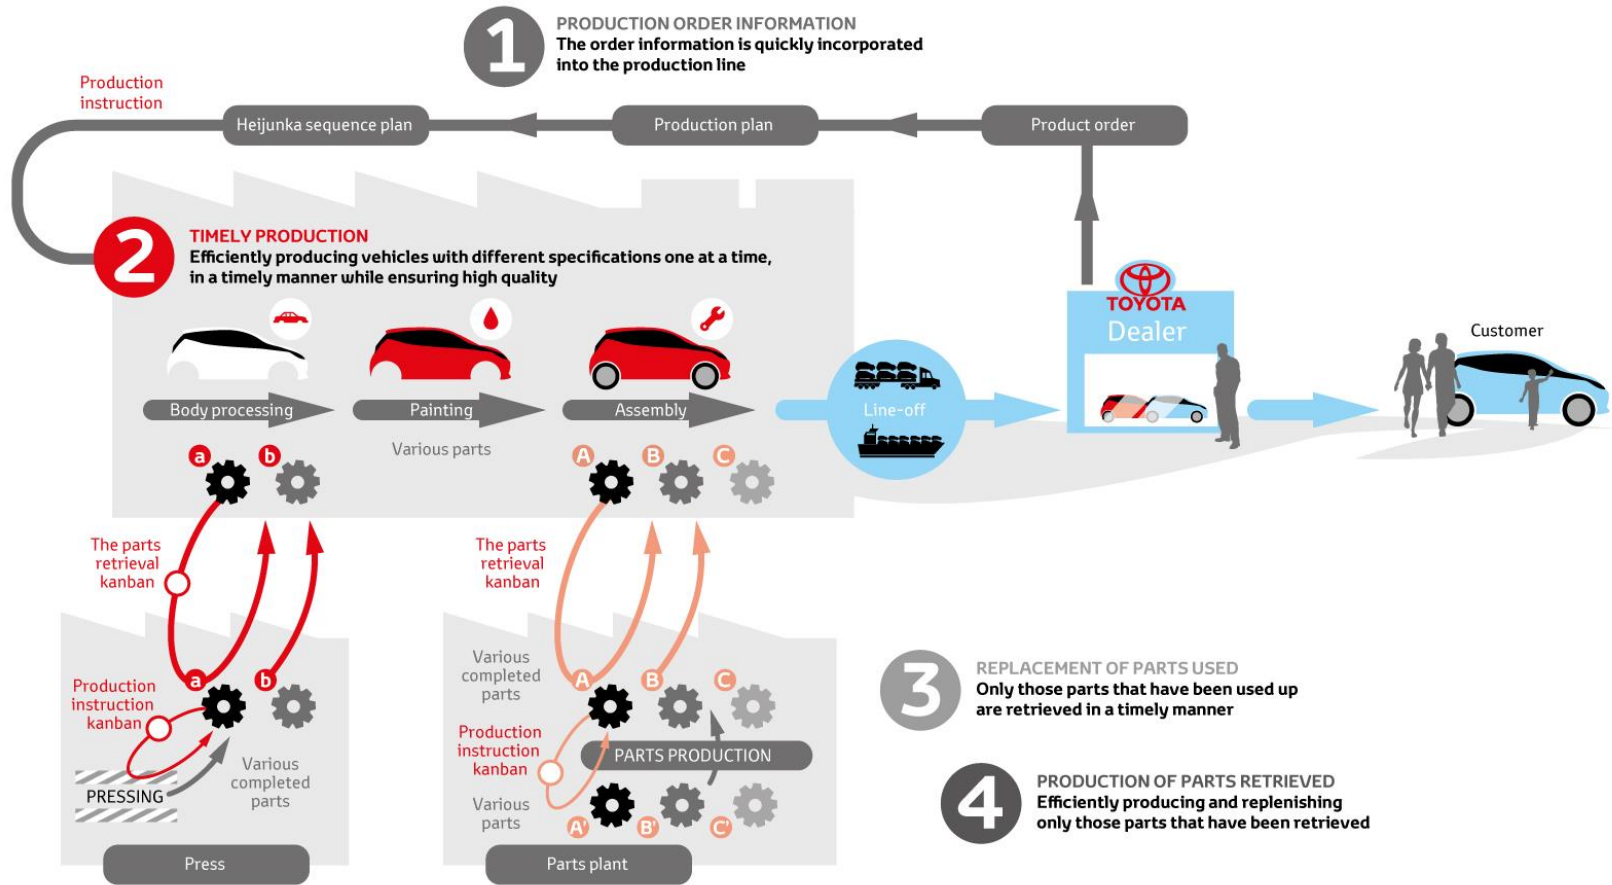 1
PRODUCTION ORDER INFORMATION
The order information is quickly incorporated
into the production line
Production
instruction
Heijunka sequence plan
Production plan
Product order
2
TIMELY PRODUCTION
Efficiently producing vehicles with different specifications one at a time,
in a timely manner while ensuring high quality
TOYOTA
Dealer
Customer
Body processing
Painting
Assembly
Line-off
Various parts
a
b
A
B
C
The parts
retrieval
kanban
The parts
retrieval
kanban
a
b
Production
instruction
kanban
PRESSING
Various
completed
parts
Press
Various
completed
parts
A
B
C
Production
instruction
kanban
PARTS PRODUCTION
Various
parts
A'
B'
C'
Parts plant
3
REPLACEMENT OF PARTS USED
Only those parts that have been used up
are retrieved in a timely manner
4
PRODUCTION OF PARTS RETRIEVED
Efficiently producing and replenishing
only those parts that have been retrieved